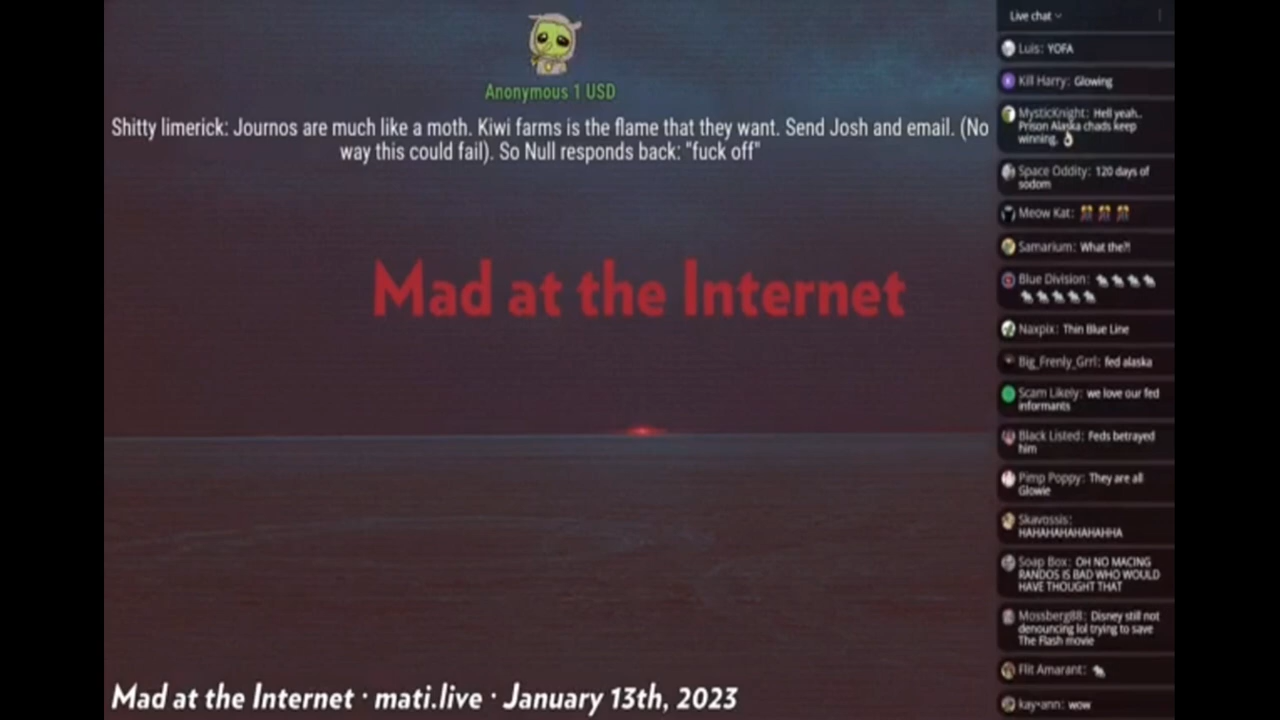 Anonymous 1 USD
Shitty limerick: Journos are much like a moth. Kiwi farms is the flame that they want. Send Josh and email. (No
way this could fail). So Null responds back: "fuck off"
Mad at the Internet
Mad at the Internet · mati.live · January 13th, 2023
Live chat
Luis: YOFA
Kill Harry: Glowing
MysticKnight: Hell yeah..
Prison Alaska chads keep
winning. 👌
Space Oddity: 120 days of
sodom
Meow Kat:
Samarium: What the?!
Blue Division: 🐀🐀🐀🐀
🐀🐀🐀🐀🐀
Naxpix: Thin Blue Line
Big_Frenly_Grrl: fed alaska
Scam Likely: we love our fed
informants
Black Listed: Feds betrayed
him
Pimp Poppy: They are all
Glowie
Skavossis:
HAHAHAHAHAHAHHA
Soap Box: OH NO MACING
RANDOS IS BAD WHO WOULD
HAVE THOUGHT THAT
Mossberg88: Disney still not
denouncing lol trying to save
The Flash movie
Flit Amarant: 🐀
kay•ann: wow